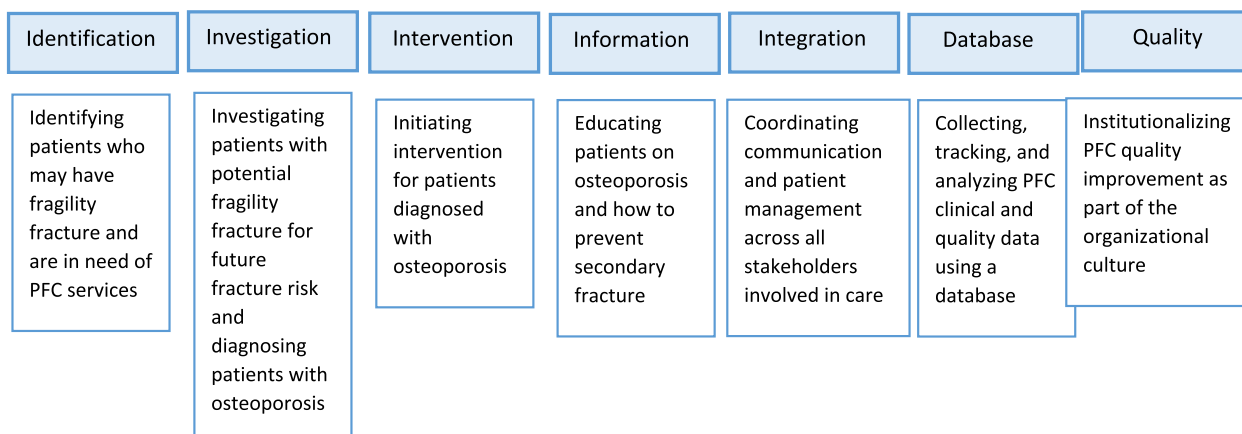 Identification
Investigation
Intervention
Information
Integration
Database
Quality
Identifying
patients who
may have
fragility
fracture and
are in need of
PFC services
Investigating
patients with
potential
fragility
fracture for
future
fracture risk
and
diagnosing
patients with
osteoporosis
Initiating
intervention
for patients
diagnosed
with
osteoporosis
Educating
patients on
osteoporosis
and how to
prevent
secondary
fracture
Coordinating
communication
and patient
management
across all
stakeholders
involved in care
Collecting,
tracking, and
analyzing PFC
clinical and
quality data
using a
database
Institutionalizing
PFC quality
improvement as
part of the
organizational
culture